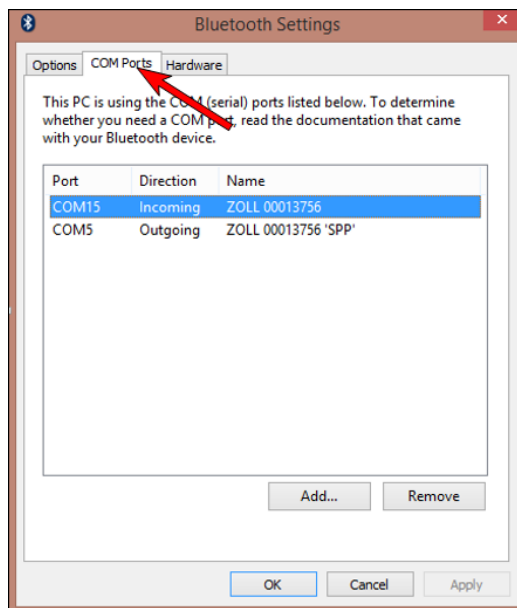 Bluetooth Settings
Options COM Ports Hardware
This PC is using the COM (serial) ports listed below. To determine
whether you need a COM port, read the documentation that came
with your Bluetooth device.
Port Direction Name
COM15 Incoming ZOLL 00013756
COM5 Outgoing ZOLL 00013756 'SPP'
Add... Remove
OK Cancel Apply